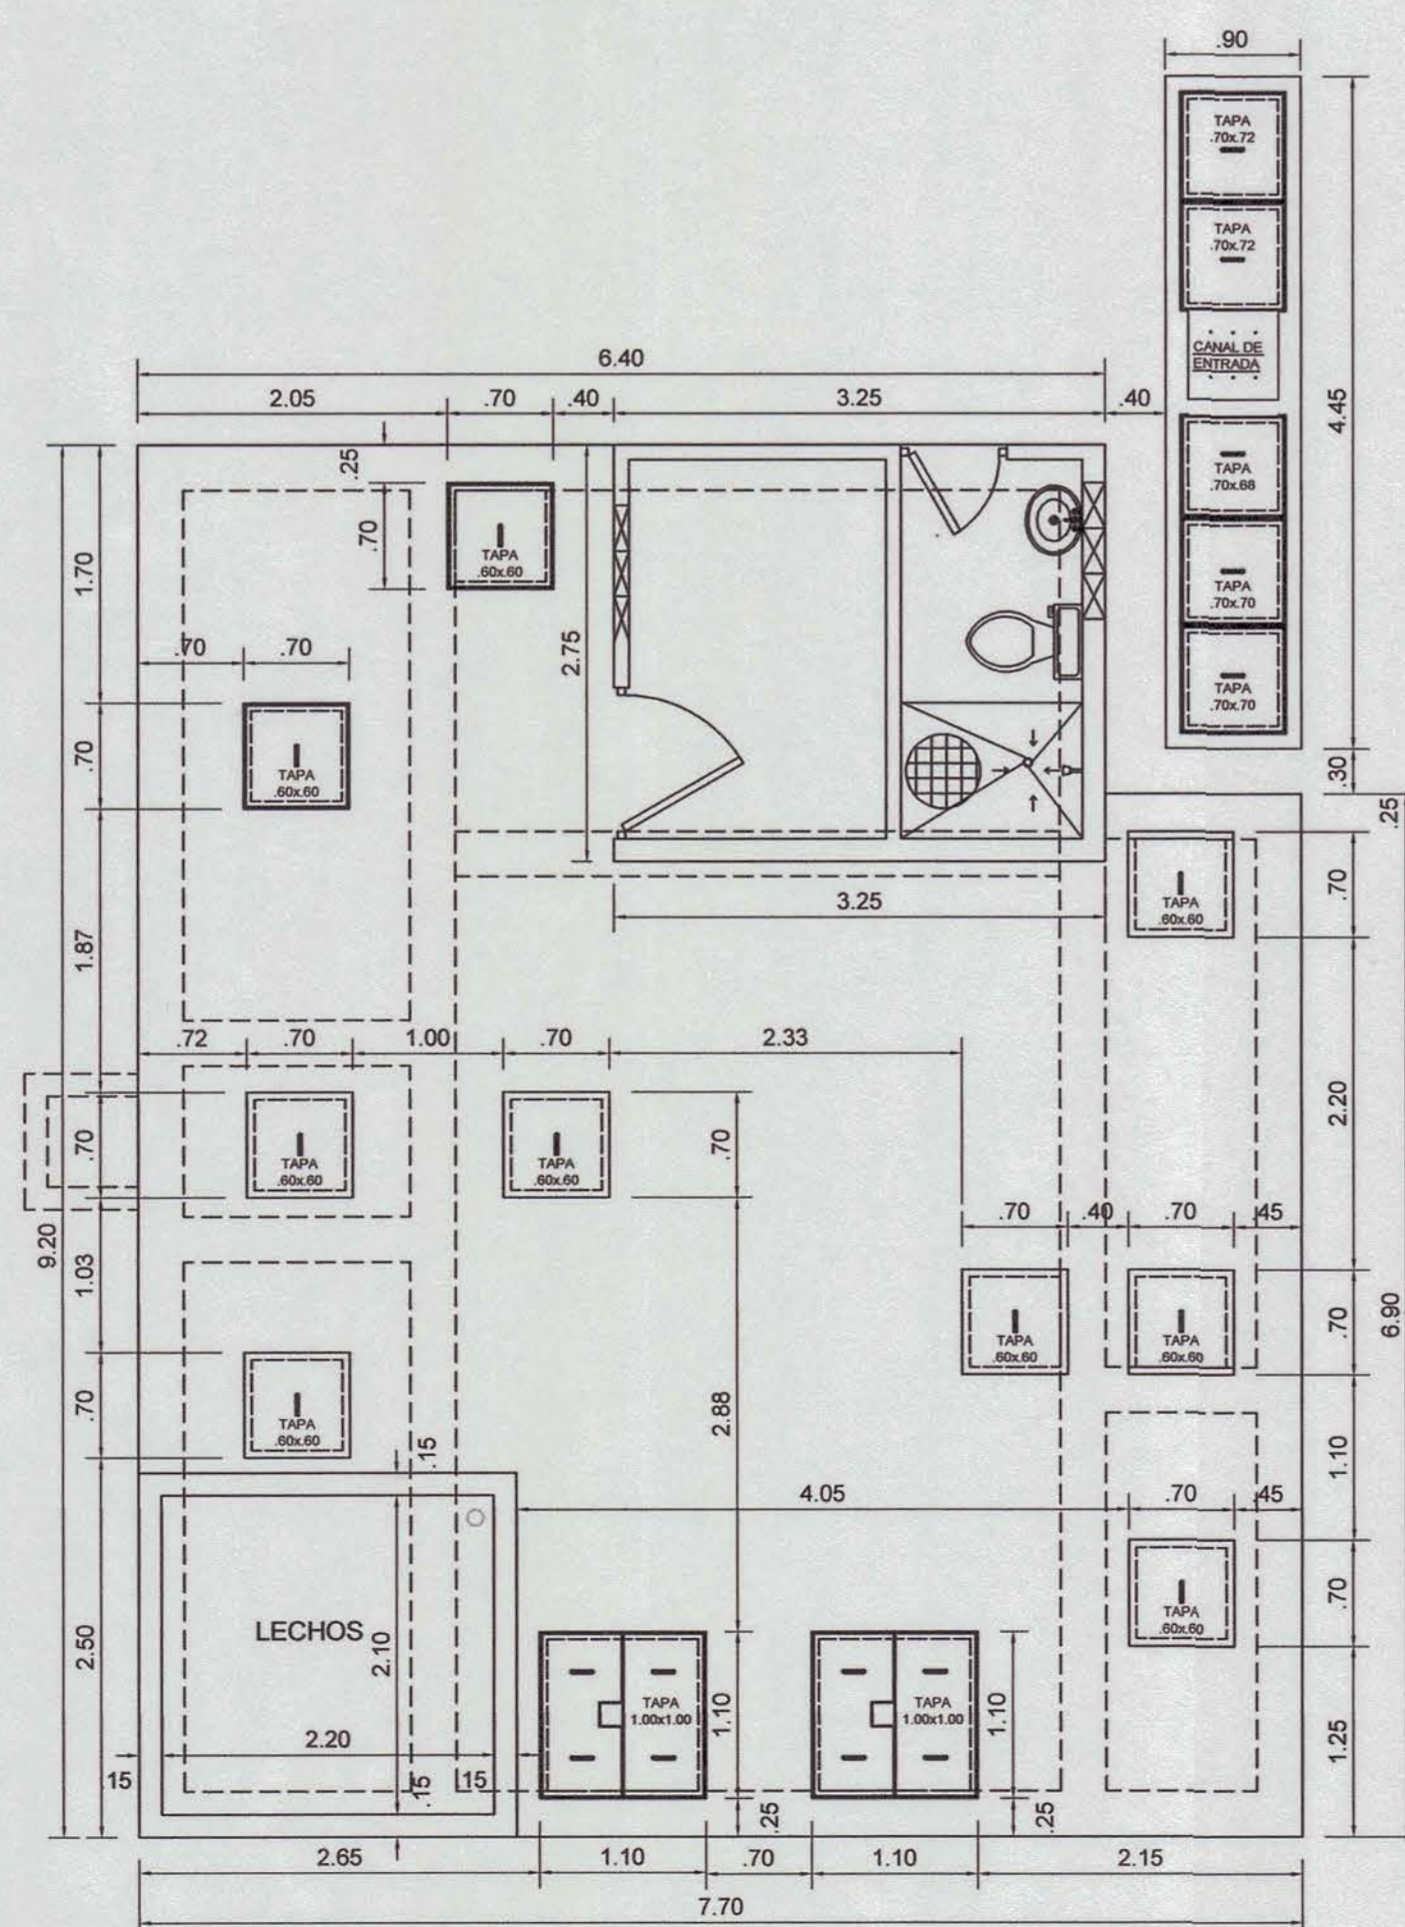 .90
TAPA
.70x.72
TAPA
.70x.72
CANAL DE
ENTRADA
4.45
TAPA
.70x.68
TAPA
.70x.70
TAPA
.70x.70
.30
6.40
2.05
.70
.40
3.25
.40
.25
.70
TAPA
.60x.60
1.70
2.75
.70
.70
.70
TAPA
.60x.60
.25
.70
TAPA
.60x.60
3.25
1.87
.72
.70
1.00
.70
2.33
2.20
.70
TAPA
.60x.60
TAPA
.60x.60
.70
9.20
.70
.40
.70
.45
1.03
TAPA
.60x.60
TAPA
.60x.60
.70
6.90
.70
TAPA
.60x.60
2.88
.15
1.10
4.05
.70
.45
LECHOS
2.10
2.50
TAPA
.60x.60
.70
TAPA
1.00x1.00
1.10
TAPA
1.00x1.00
1.10
1.25
2.20
.15
.15
.15
.25
.25
2.65
1.10
.70
1.10
2.15
7.70